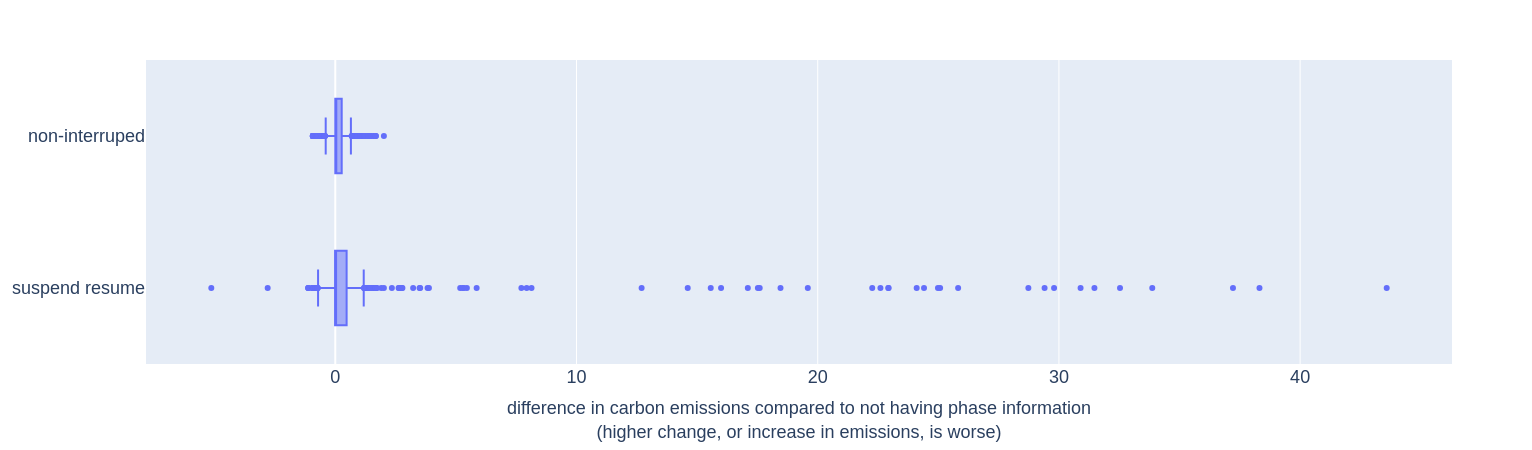 non-interruped
suspend resume
0 10 20 30 40
difference in carbon emissions compared to not having phase information
(higher change, or increase in emissions, is worse)